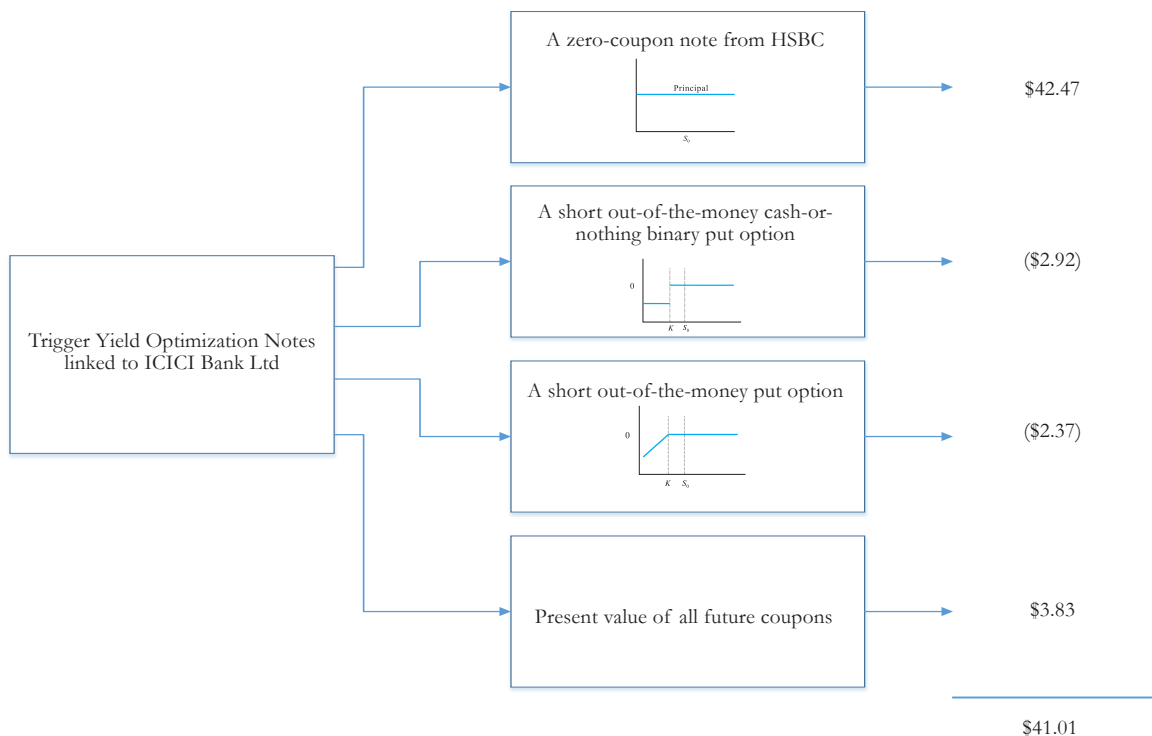 A zero-coupon note from HSBC
Principal
S₀
$42.47
A short out-of-the-money cash-or-
nothing binary put option
0
K
S₀
($2.92)
Trigger Yield Optimization Notes
linked to ICICI Bank Ltd
A short out-of-the-money put option
0
K
S₀
($2.37)
Present value of all future coupons
$3.83
$41.01